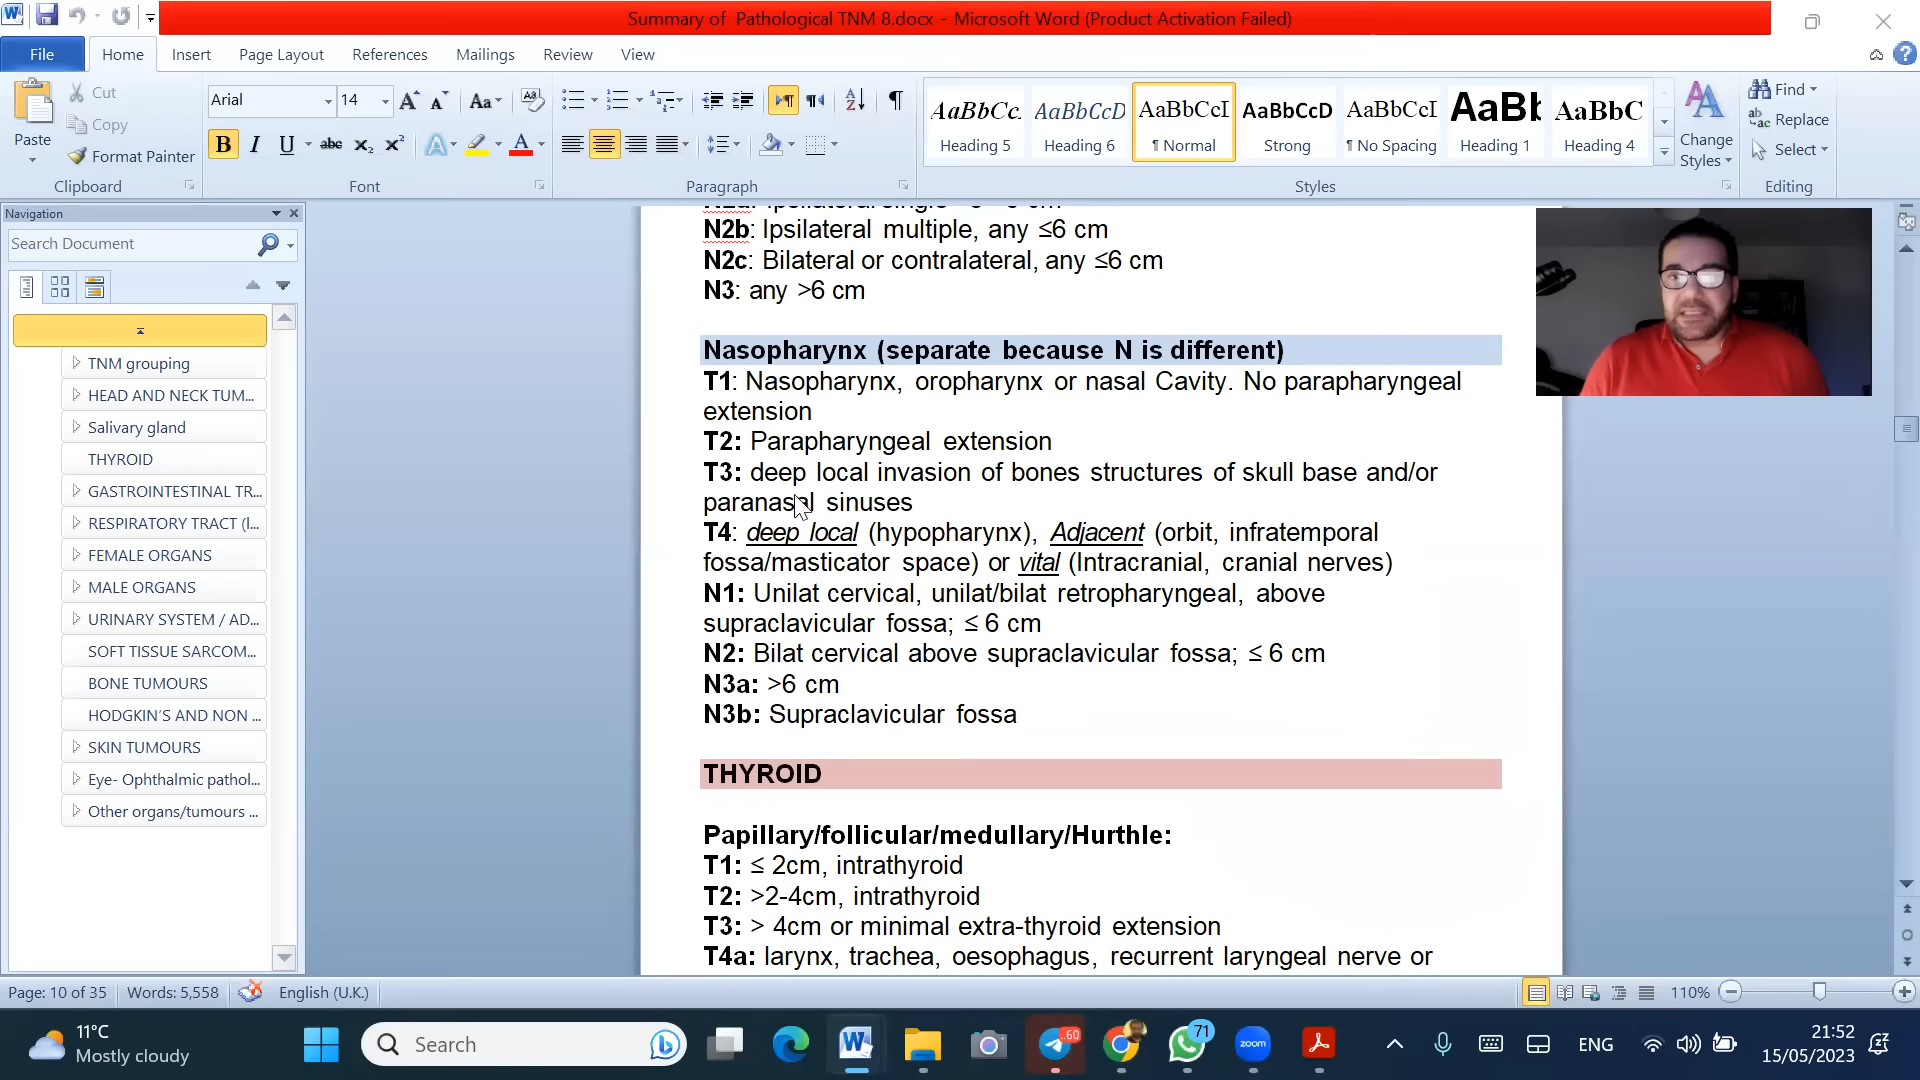 Summary of Pathological TNM 8.docx - Microsoft Word (Product Activation Failed)
File Home Insert Page Layout References Mailings Review View
Paste
Cut
Copy
Format Painter
Clipboard
Arial 14
Font
Paragraph
AaBbCc. AaBbCcD AaBbCcI AaBbCcD AaBbCcI AaBb AaBbC
Heading 5 Heading 6 ¶ Normal Strong ¶ No Spacing Heading 1 Heading 4
Styles
Change
Styles
Find
Replace
Select
Editing
Navigation
Search Document
TNM grouping
HEAD AND NECK TUM...
Salivary gland
THYROID
GASTROINTESTINAL TR...
RESPIRATORY TRACT (l...
FEMALE ORGANS
MALE ORGANS
URINARY SYSTEM / AD...
SOFT TISSUE SARCOM...
BONE TUMOURS
HODGKIN'S AND NON ...
SKIN TUMOURS
Eye- Ophthalmic pathol...
Other organs/tumours ...
N2b: Ipsilateral multiple, any ≤6 cm
N2c: Bilateral or contralateral, any ≤6 cm
N3: any >6 cm
Nasopharynx (separate because N is different)
T1: Nasopharynx, oropharynx or nasal Cavity. No parapharyngeal
extension
T2: Parapharyngeal extension
T3: deep local invasion of bones structures of skull base and/or
paranasal sinuses
T4: deep local (hypopharynx), Adjacent (orbit, infratemporal
fossa/masticator space) or vital (Intracranial, cranial nerves)
N1: Unilat cervical, unilat/bilat retropharyngeal, above
supraclavicular fossa; ≤ 6 cm
N2: Bilat cervical above supraclavicular fossa; ≤ 6 cm
N3a: >6 cm
N3b: Supraclavicular fossa
THYROID
Papillary/follicular/medullary/Hurthle:
T1: ≤ 2cm, intrathyroid
T2: >2-4cm, intrathyroid
T3: > 4cm or minimal extra-thyroid extension
T4a: larynx, trachea, oesophagus, recurrent laryngeal nerve or
Page: 10 of 35 Words: 5,558 English (U.K.) 110%
11°C
Mostly cloudy
Search
60
71
zoom
ENG
21:52
15/05/2023